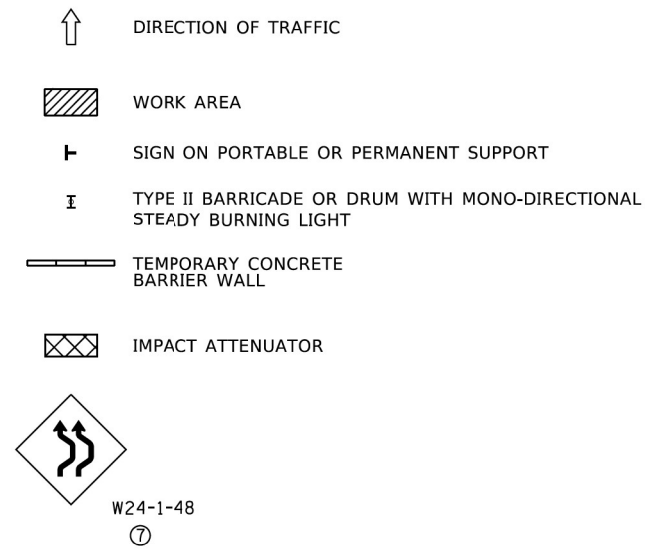 DIRECTION OF TRAFFIC
WORK AREA
SIGN ON PORTABLE OR PERMANENT SUPPORT
TYPE II BARRICADE OR DRUM WITH MONO-DIRECTIONAL
STEADY BURNING LIGHT
TEMPORARY CONCRETE
BARRIER WALL
IMPACT ATTENUATOR
W24-1-48
7